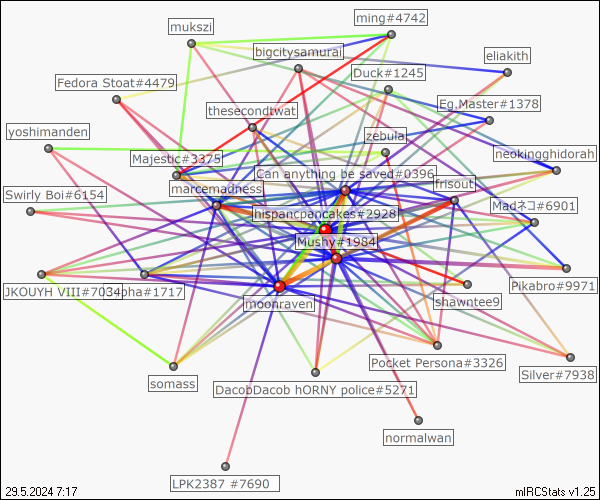 ming#4742
mukszi
bigcitysamurai
eliakith
Duck#1245
Fedora Stoat#4479
Eg.Master#1378
thesecondtwat
yoshimanden
zebulal
Majestic#3375
neokingghidorah
Can anything be saved#0396
marcemadness
frisout
Swirly Boi#6154
Madネコ#6901
hispancpancakes#2928
Mushy#1984
JKOUYH VIII#7034
#1717
Pikabro#9971
moonraven
shawntee9
Pocket Persona#3326
Silver#7938
somass
DacobDacob hORNY police#5271
normalwan
LPK2387 #7690
29.5.2024 7:17
mIRCStats v1.25